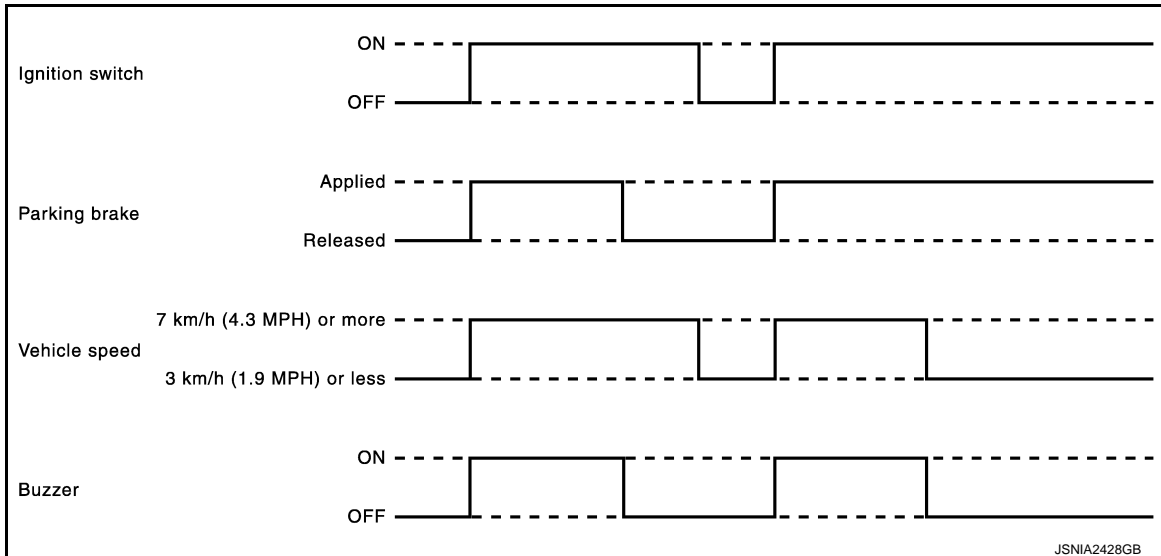 ON
Ignition switch
OFF
Applied
Parking brake
Released
7 km/h (4.3 MPH) or more
Vehicle speed
3 km/h (1.9 MPH) or less
ON
Buzzer
OFF
JSNIA2428GB